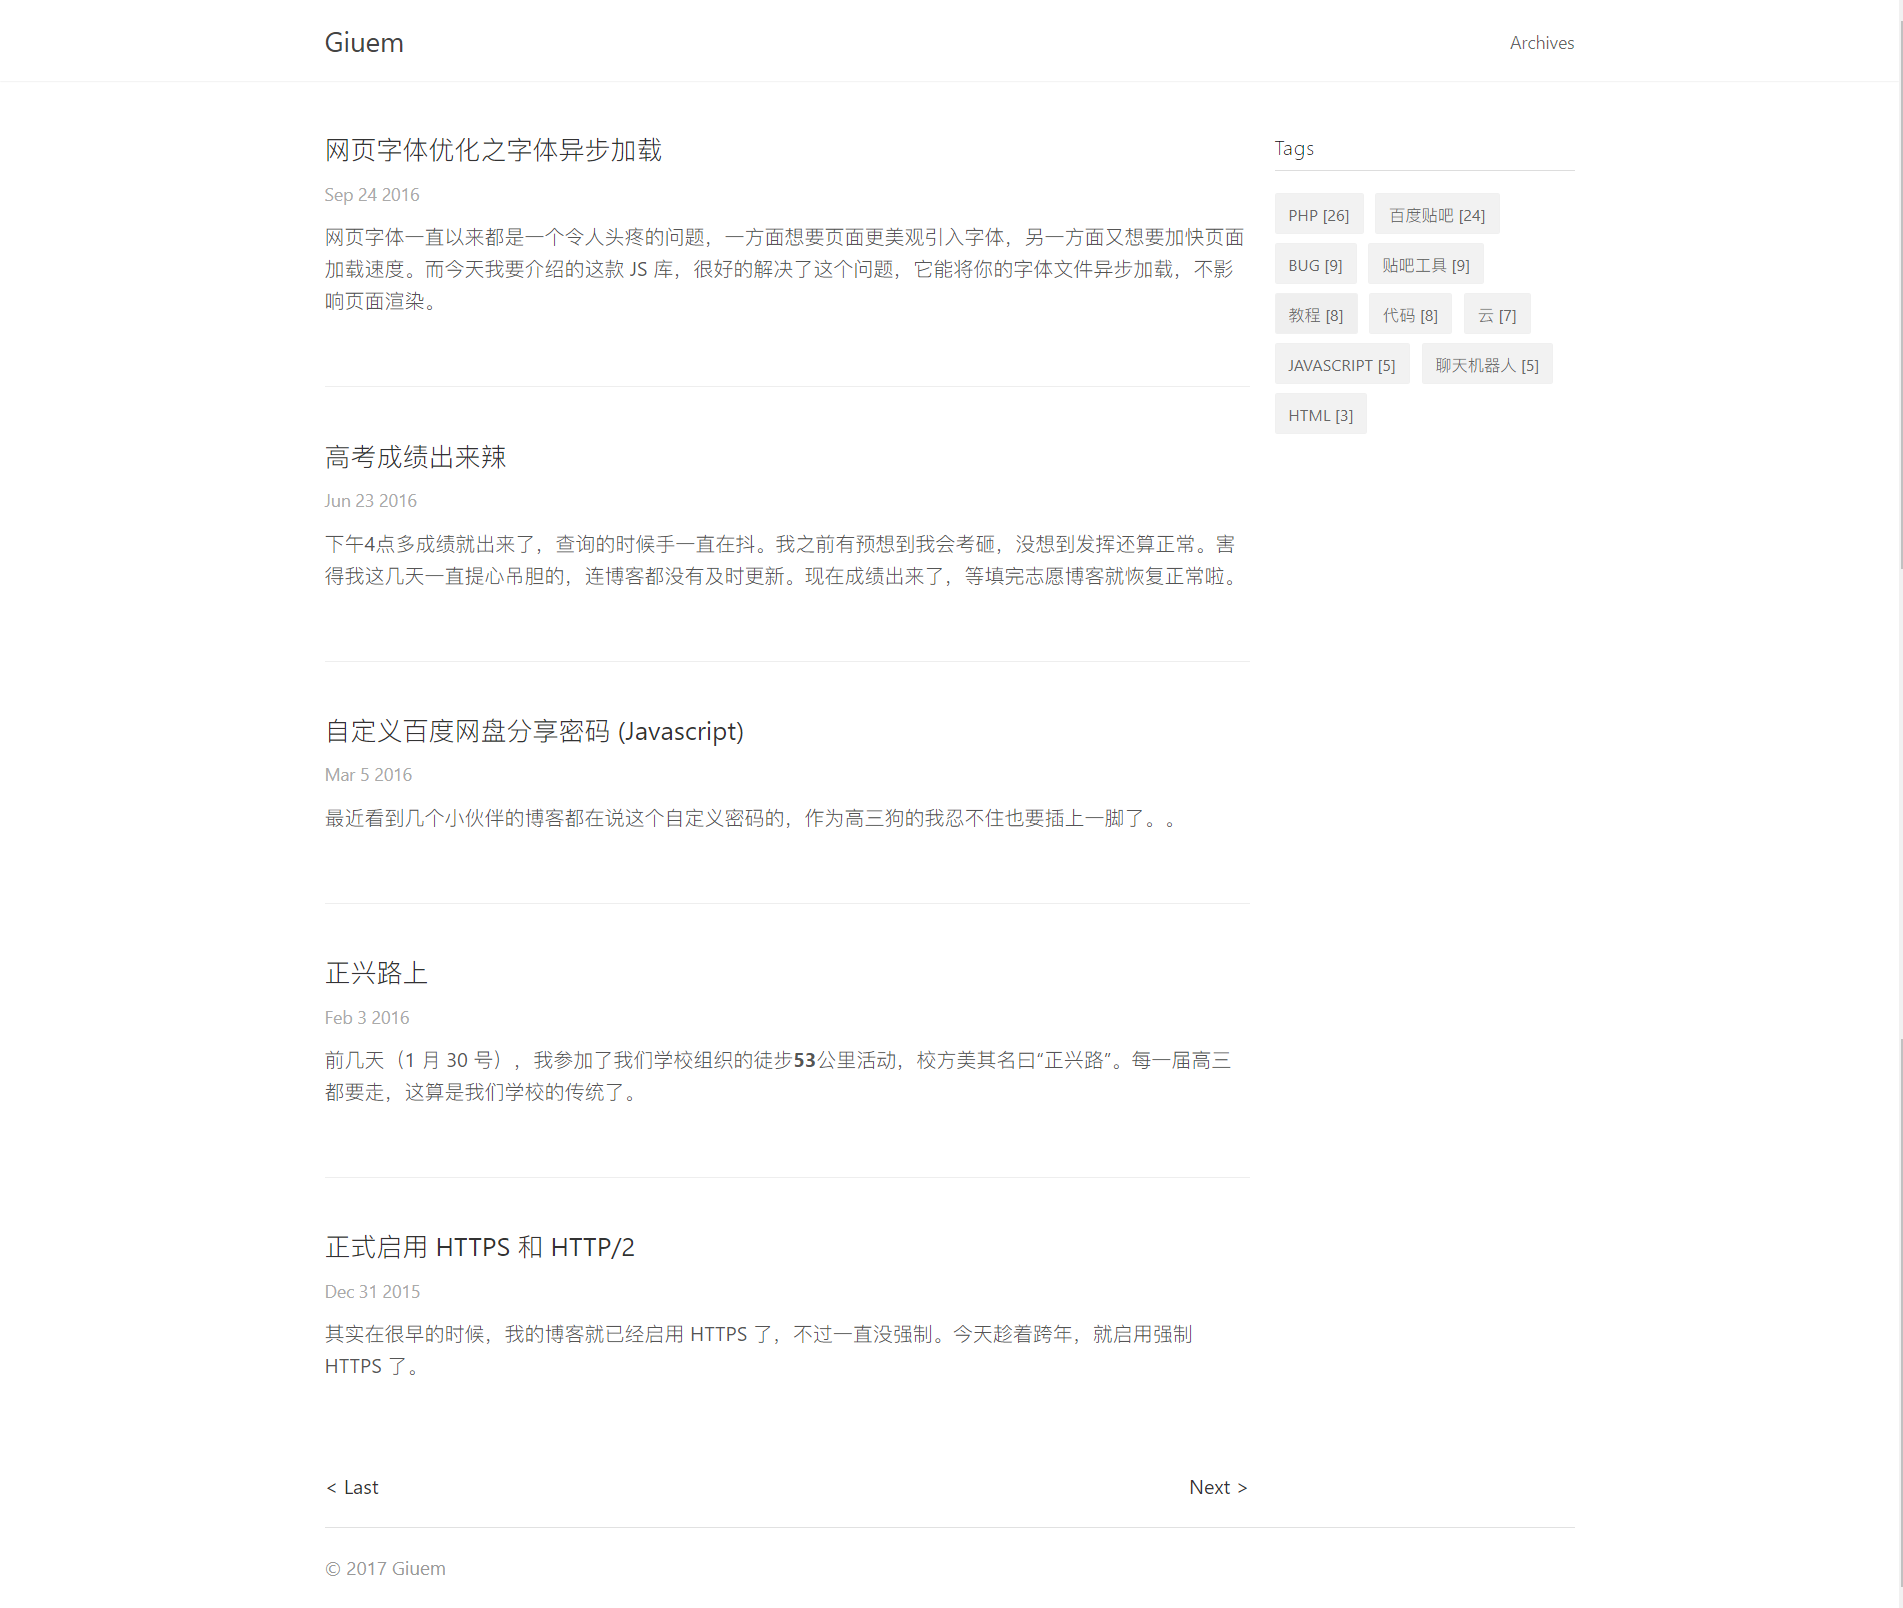 Giuem
Archives
网页字体优化之字体异步加载
Sep 24 2016
网页字体一直以来都是一个令人头疼的问题，一方面想要页面更美观引入字体，另一方面又想要加快页面
加载速度。而今天我要介绍的这款 JS 库，很好的解决了这个问题，它能将你的字体文件异步加载，不影
响页面渲染。
高考成绩出来辣
Jun 23 2016
下午4点多成绩就出来了，查询的时候手一直在抖。我之前有预想到我会考砸，没想到发挥还算正常。害
得我这几天一直提心吊胆的，连博客都没有及时更新。现在成绩出来了，等填完志愿博客就恢复正常啦。
自定义百度网盘分享密码 (Javascript)
Mar 5 2016
最近看到几个小伙伴的博客都在说这个自定义密码的，作为高三狗的我忍不住也要插上一脚了。。
正兴路上
Feb 3 2016
前几天（1 月 30 号），我参加了我们学校组织的徒步53公里活动，校方美其名曰“正兴路”。每一届高三
都要走，这算是我们学校的传统了。
正式启用 HTTPS 和 HTTP/2
Dec 31 2015
其实在很早的时候，我的博客就已经启用 HTTPS 了，不过一直没强制。今天趁着跨年，就启用强制
HTTPS 了。
< Last
Next >
Tags
PHP [26] 百度贴吧 [24]
BUG [9] 贴吧工具 [9]
教程 [8] 代码 [8] 云 [7]
JAVASCRIPT [5] 聊天机器人 [5]
HTML [3]
© 2017 Giuem